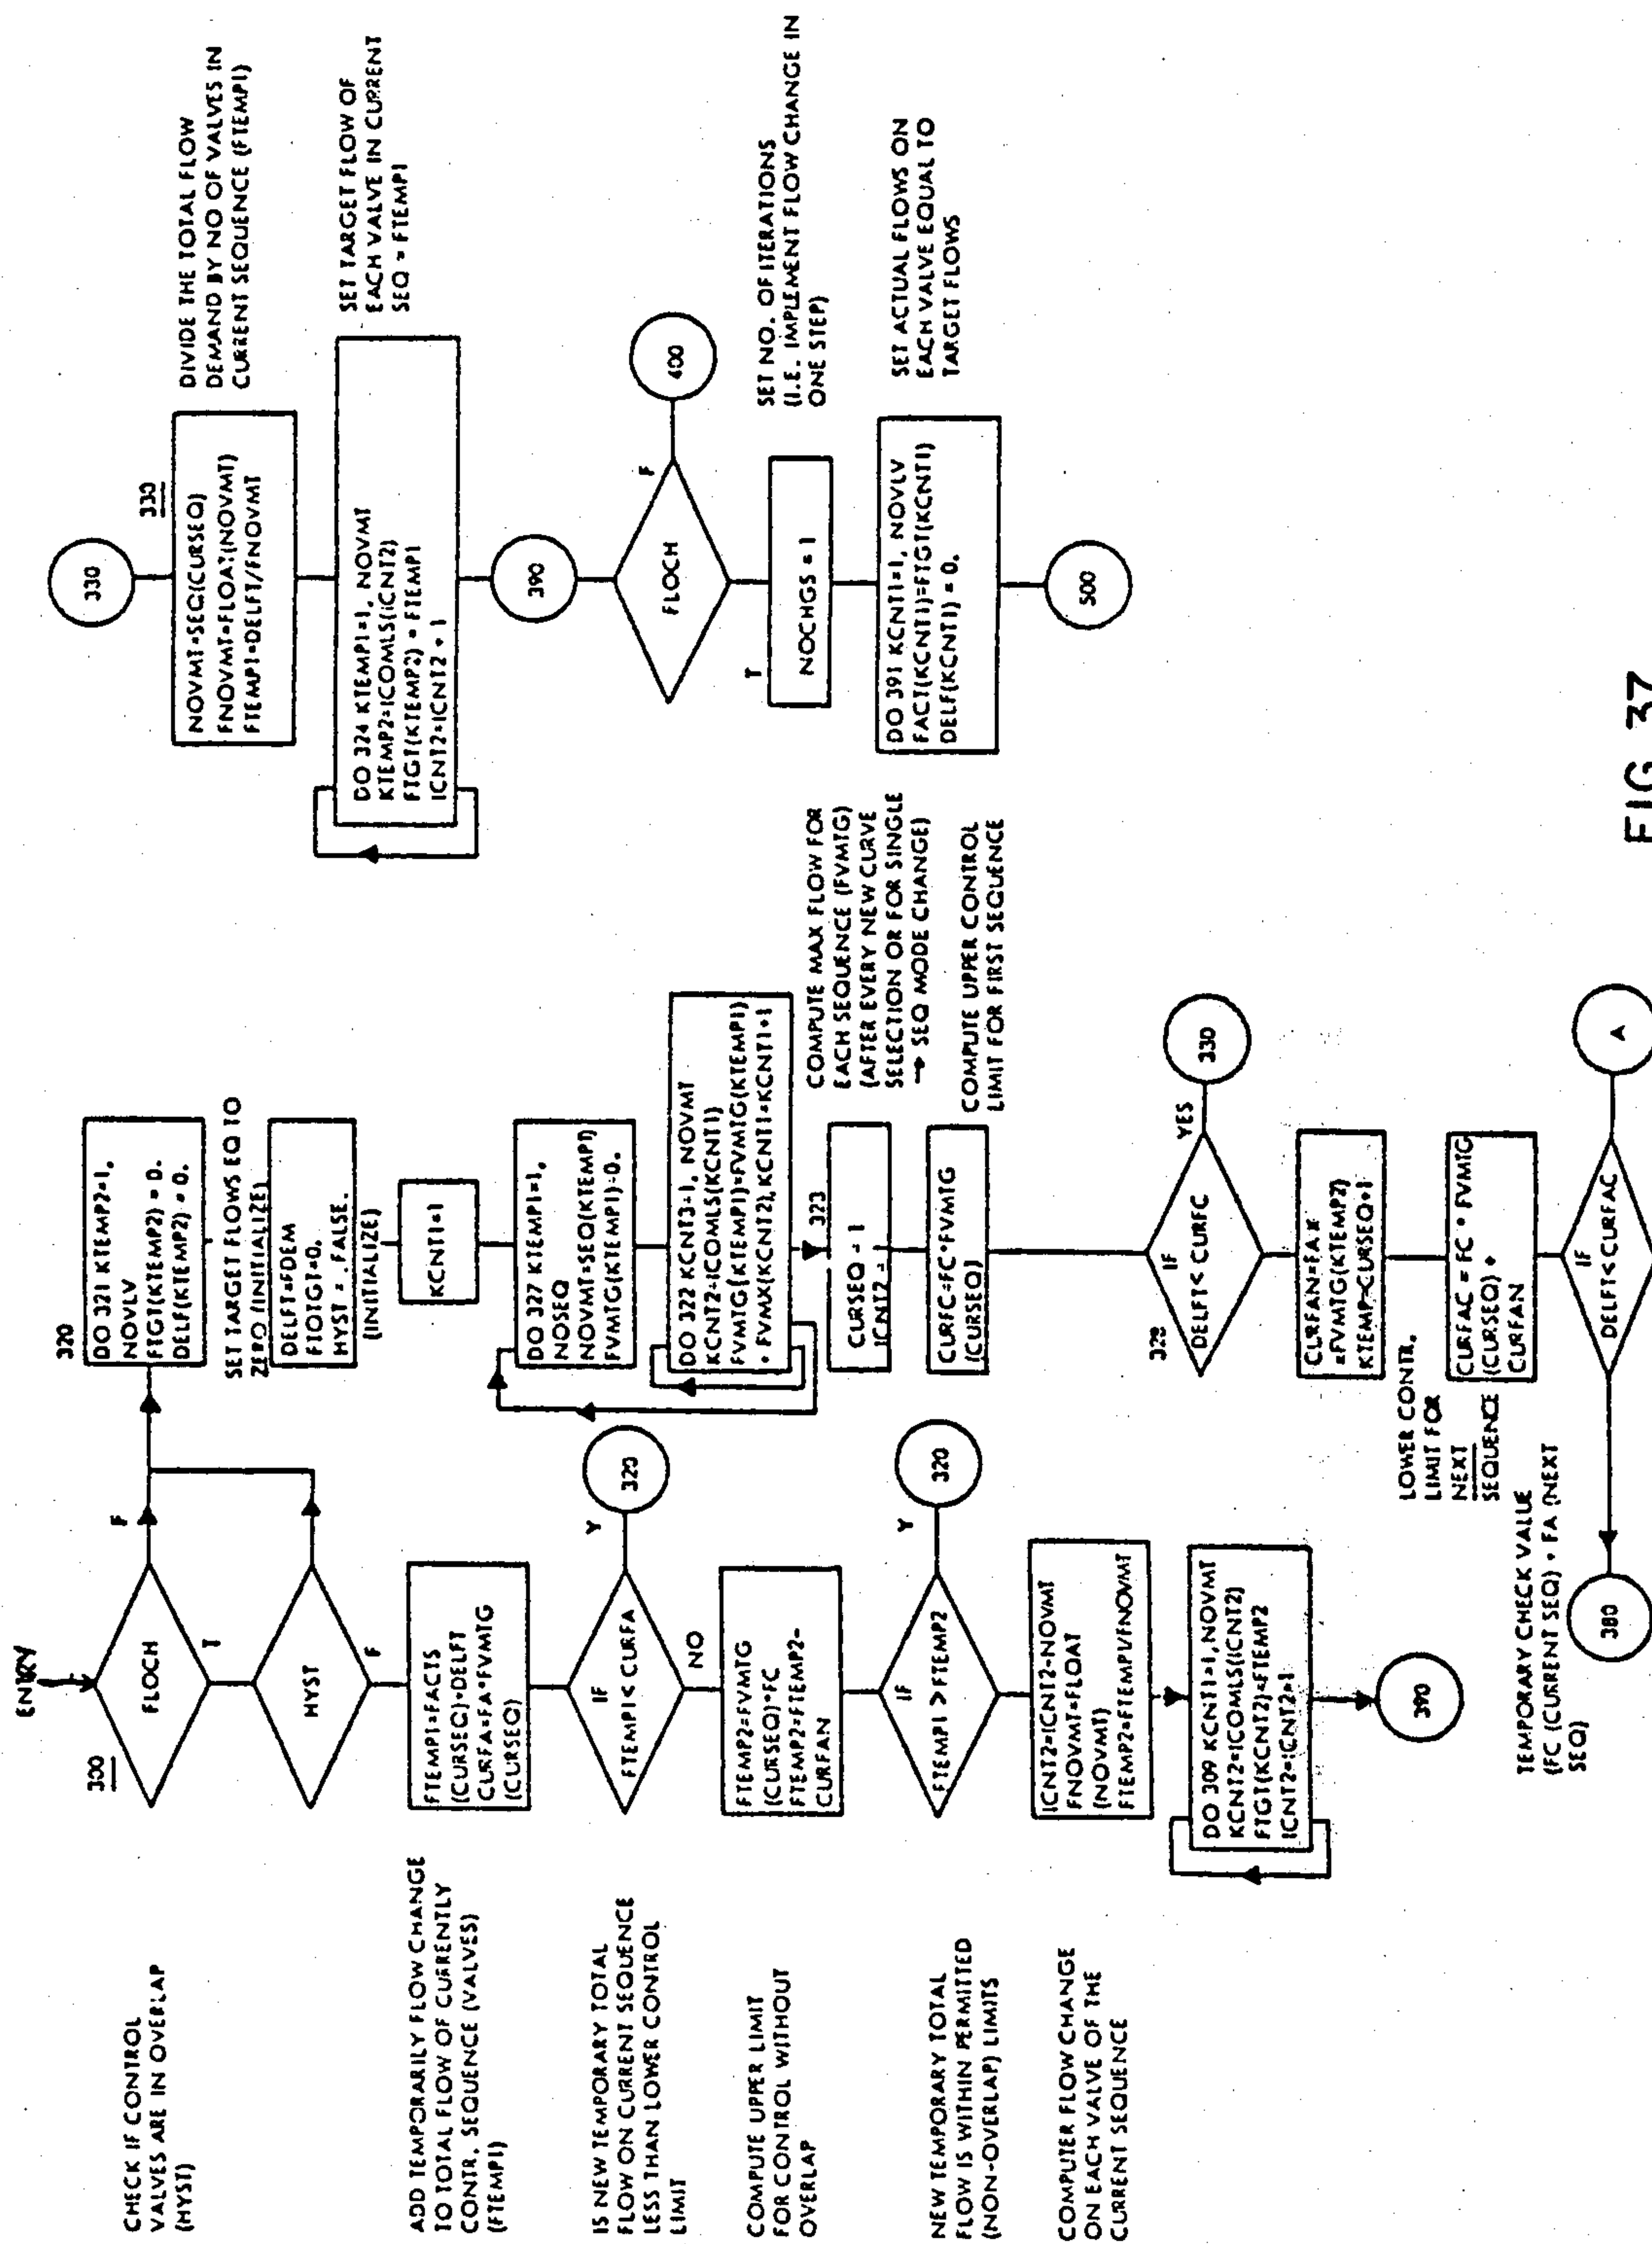 ENTRY
CHECK IF CONTROL
VALVES ARE IN OVERLAP
(HYST)
300
FLOCH
F
T
HYST
F
ADD TEMPORARILY FLOW CHANGE
TO TOTAL FLOW OF CURRENTLY
CONTR. SEQUENCE (VALVES)
(FTEMP1)
FTEMP1=FACTS
(CURSEQ)+DELFT
CURFA=FA*FVMTG
(CURSEQ)
IS NEW TEMPORARY TOTAL
FLOW ON CURRENT SEQUENCE
LESS THAN LOWER CONTROL
LIMIT
IF
FTEMP1<CURFA
Y
320
NO
COMPUTE UPPER LIMIT
FOR CONTROL WITHOUT
OVERLAP
FTEMP2=FVMTG
(CURSEQ)*FC
FTEMP2=FTEMP2-
CURFAN
NEW TEMPORARY TOTAL
FLOW IS WITHIN PERMITTED
(NON-OVERLAP) LIMITS
IF
FTEMP1>FTEMP2
Y
320
COMPUTER FLOW CHANGE
ON EACH VALVE OF THE
CURRENT SEQUENCE
ICNT2=ICNT2-NOVMT
FNOVMT=FLOAT
(NOVMT)
FTEMP2=FTEMP1/FNOVMT
DO 309 KCNT1=1,NOVMT
KCNT2=ICOMLS(ICNT2)
FTGT(KCNT2)=FTEMP2
ICNT2=ICNT2+1
390
320
DO 321 KTEMP2=1,
NOVLV
FTGT(KTEMP2) = 0.
DELF(KTEMP2) = 0.
SET TARGET FLOWS EQ TO
ZERO (INITIALIZE)
DELFT=FDEM
FTOTGT=0.
HYST = .FALSE.
(INITIALIZE)
KCNT1=1
DO 327 KTEMP1=1,
NOSEQ
NOVMT=SEQ(KTEMP1)
FVMTG(KTEMP1)=0.
DO 322 KCNT3=1, NOVMT
KCNT2=ICOMLS(KCNT1)
FVMTG(KTEMP1)=FVMTG(KTEMP1)
+ FVMX(KCNT2),KCNT1=KCNT1+1
COMPUTE MAX FLOW FOR
EACH SEQUENCE (FVMTG)
(AFTER EVERY NEW CURVE
SELECTION OR FOR SINGLE
→ SEQ MODE CHANGE)
323
CURSEQ = 1
ICNT2 =
COMPUTE UPPER CONTROL
LIMIT FOR FIRST SEQUENCE
CURFC=FC*FVMTG
(CURSEQ)
328
IF
DELFT< CURFC
YES
330
CURFAN=FA*
=FVMTG(KTEMP2)
KTEMP=CURSEQ+1
LOWER CONTR.
LIMIT FOR
NEXT
SEQUENCE
CURFAC = FC * FVMTG
(CURSEQ) +
CURFAN
TEMPORARY CHECK VALUE
(FC (CURRENT SEQ) + FA (NEXT
SEQ)
IF
DELFT<CURFAC
A
380
330
330
NOVMT=SEQ(CURSEQ)
FNOVMT=FLOAT(NOVMT)
FTEMP1=DELFT/FNOVMT
DIVIDE THE TOTAL FLOW
DEMAND BY NO OF VALVES IN
CURRENT SEQUENCE (FTEMP1)
DO 324 KTEMP1=1, NOVMT
KTEMP2=ICOMLS(ICNT2)
FTGT(KTEMP2) = FTEMP1
ICNT2=ICNT2 + 1
SET TARGET FLOW OF
EACH VALVE IN CURRENT
SEQ = FTEMP1
390
FLOCH
F
400
T
NOCHGS = 1
SET NO. OF ITERATIONS
(I.E. IMPLEMENT FLOW CHANGE IN
ONE STEP)
DO 391 KCNT1=1, NOVLV
FACT(KCNT1)=FTGT(KCNT1)
DELF(KCNT1) = 0.
SET ACTUAL FLOWS ON
EACH VALVE EQUAL TO
TARGET FLOWS
500
FIG 37